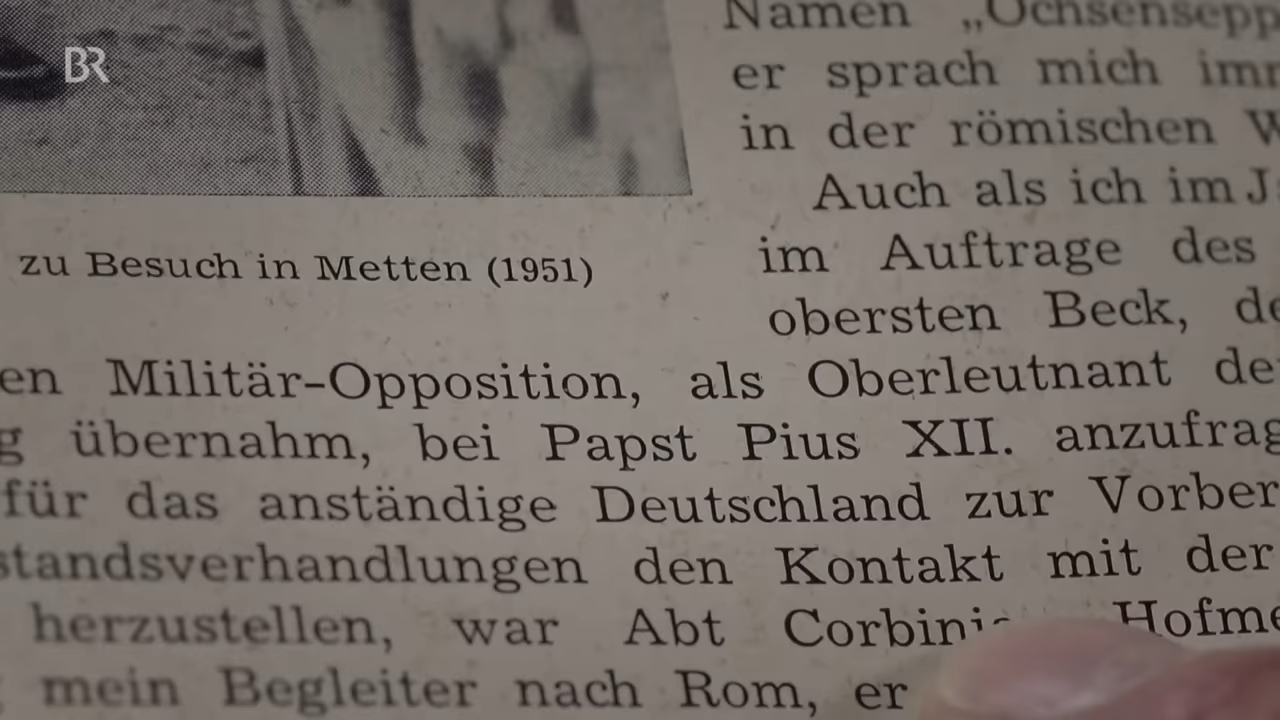 BR
Namen „Ochsensepp
er sprach mich
in der römischen
Auch als ich im
zu Besuch in Metten (1951)
im Auftrage des
obersten Beck,
en Militär-Opposition, als Oberleutnant
g übernahm, bei Papst Pius XII. anzufrag
für das anständige Deutschland zur Vorber
standsverhandlungen den Kontakt mit der
herzustellen, war Abt Hofme
mein Begleiter nach Rom, er